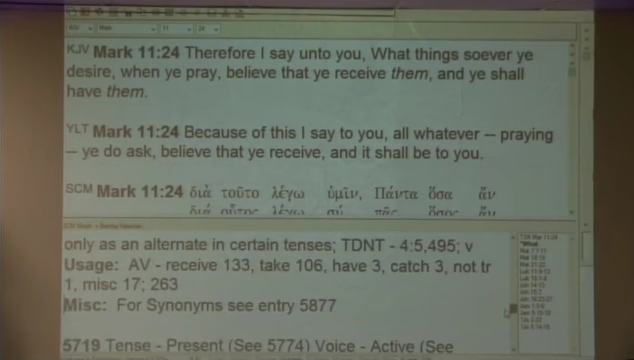 KJV Mark 11:24 Therefore I say unto you, What things soever ye
desire, when ye pray, believe that ye receive them, and ye shall
have them.
YLT Mark 11:24 Because of this I say to you, all whatever -- praying
-- ye do ask, believe that ye receive, and it shall be to you.
SCM Mark 11:24 διὰ τοῦτο λέγω ὑμῖν, Πάντα ὅσα ἄν
only as an alternate in certain tenses; TDNT - 4:5,495; v
Usage: AV - receive 133, take 106, have 3, catch 3, not tr
1, misc 17; 263
Misc: For Synonyms see entry 5877
5719 Tense - Present (See 5774) Voice - Active (See